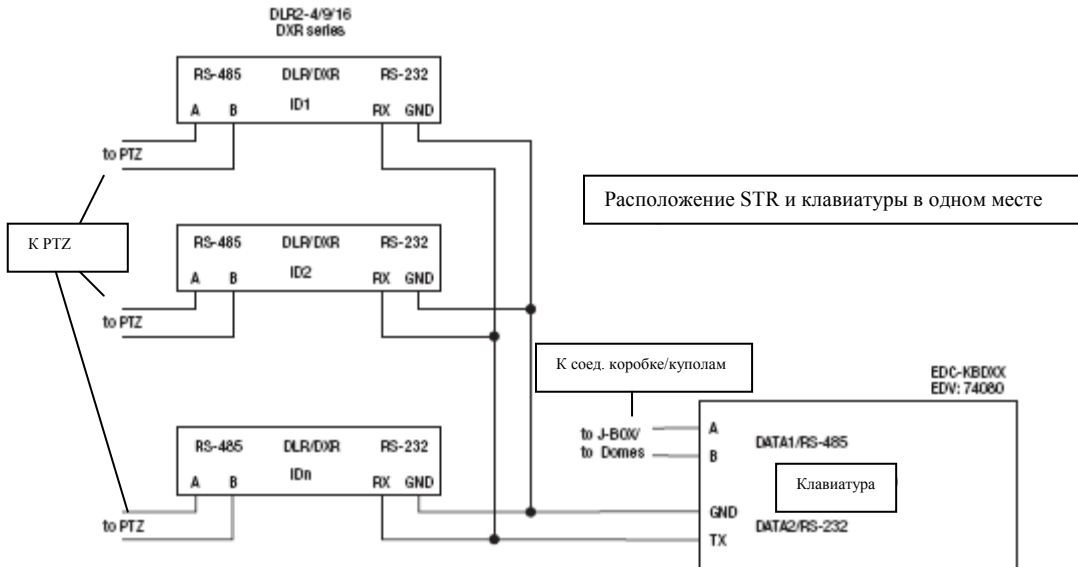 DLR2-4/9/16
DXR series
RS-485 DLR/DXR RS-232
A B ID1 RX GND
to PTZ
Расположение STR и клавиатуры в одном месте
К PTZ
RS-485 DLR/DXR RS-232
A B ID2 RX GND
to PTZ
К соед. коробке/куполам
EDC-KBDXX
EDV: 74080
to J-BOX/
to Domes
A
DATA1/RS-485
B
RS-485 DLR/DXR RS-232
A B IDn RX GND
to PTZ
Клавиатура
GND
DATA2/RS-232
TX